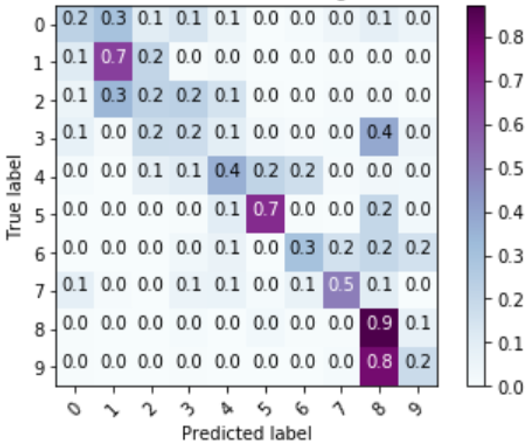 0 0.2 0.3 0.1 0.1 0.1 0.0 0.0 0.0 0.1 0.0
1 0.1 0.7 0.2 0.0 0.0 0.0 0.0 0.0 0.0 0.0
2 0.1 0.3 0.2 0.2 0.1 0.0 0.0 0.0 0.0 0.0
3 0.1 0.0 0.2 0.2 0.1 0.0 0.0 0.0 0.4 0.0
4 0.0 0.0 0.1 0.1 0.4 0.2 0.2 0.0 0.0 0.0
5 0.0 0.0 0.0 0.0 0.1 0.7 0.0 0.0 0.2 0.0
6 0.0 0.0 0.0 0.0 0.1 0.0 0.3 0.2 0.2 0.2
7 0.1 0.0 0.0 0.1 0.1 0.0 0.1 0.5 0.1 0.0
8 0.0 0.0 0.0 0.0 0.0 0.0 0.0 0.0 0.9 0.1
9 0.0 0.0 0.0 0.0 0.0 0.0 0.0 0.0 0.8 0.2
0 1 2 3 4 5 6 7 8 9
Predicted label
True label
0.8
0.7
0.6
0.5
0.4
0.3
0.2
0.1
0.0